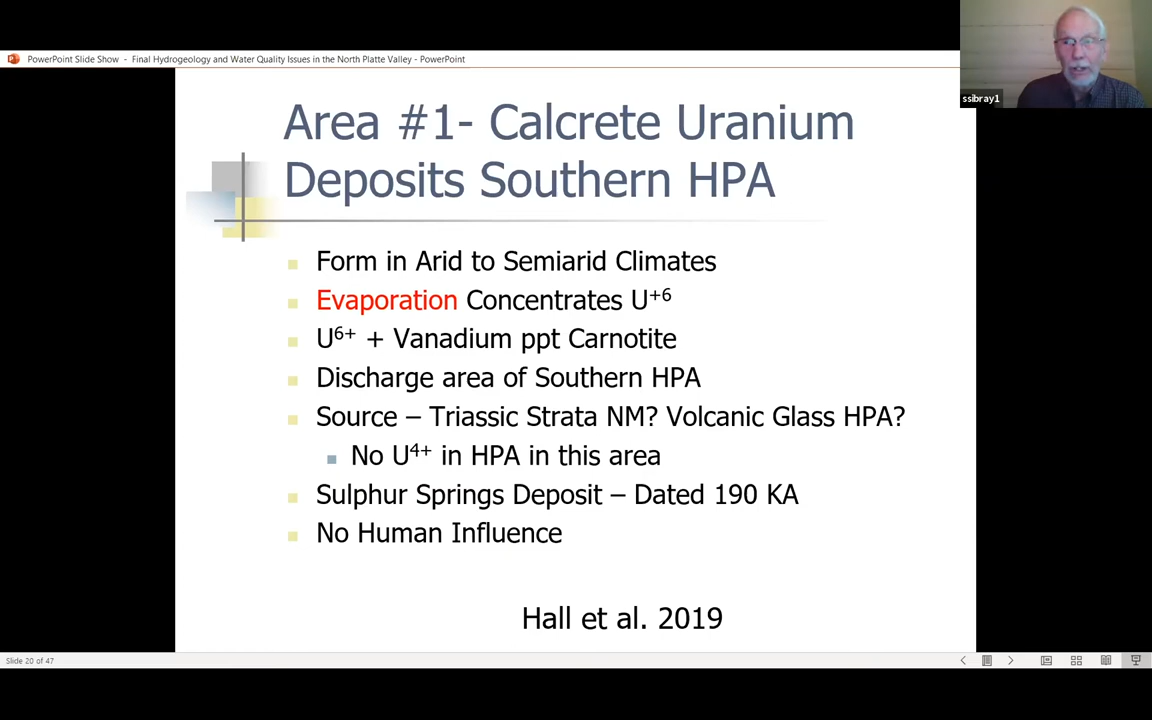 PowerPoint Slide Show - Final Hydrogeology and Water Quality Issues in the North Platte Valley - PowerPoint
ssibray1
Area #1- Calcrete Uranium
Deposits Southern HPA
Form in Arid to Semiarid Climates
Evaporation Concentrates U+6
U6+ + Vanadium ppt Carnotite
Discharge area of Southern HPA
Source – Triassic Strata NM? Volcanic Glass HPA?
No U4+ in HPA in this area
Sulphur Springs Deposit – Dated 190 KA
No Human Influence
Hall et al. 2019
Slide 20 of 47